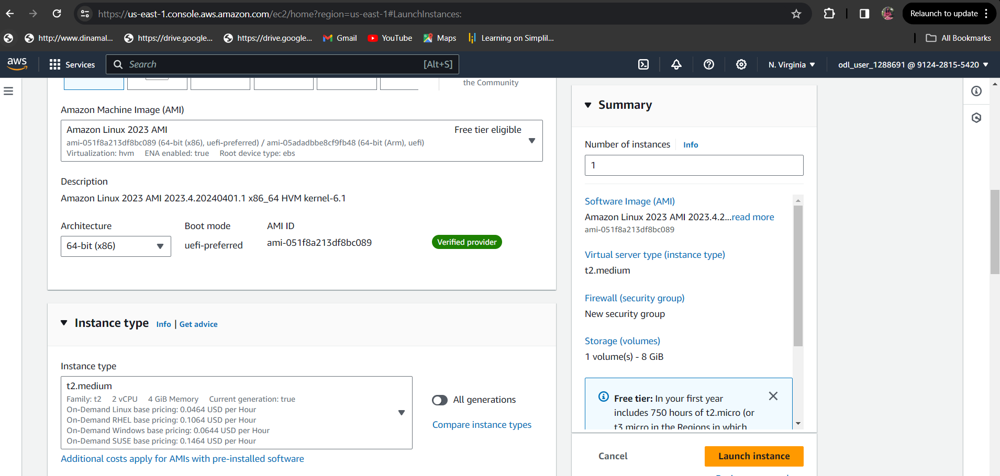 https://us-east-1.console.aws.amazon.com/ec2/home?region=us-east-1#LaunchInstances:
Relaunch to update
http://www.dinamal...
https://drive.google...
https://drive.google...
Gmail
YouTube
Maps
Learning on Simplil...
All Bookmarks
aws
Services
Search
[Alt+S]
N. Virginia
odl_user_1288691 @ 9124-2815-5420
the Community
Amazon Machine Image (AMI)
Amazon Linux 2023 AMI
Free tier eligible
ami-051f8a213df8bc089 (64-bit (x86), uefi-preferred) / ami-05adadbbe8cf9fb48 (64-bit (Arm), uefi)
Virtualization: hvm ENA enabled: true Root device type: ebs
Description
Amazon Linux 2023 AMI 2023.4.20240401.1 x86_64 HVM kernel-6.1
Architecture
Boot mode
AMI ID
64-bit (x86)
uefi-preferred
ami-051f8a213df8bc089
Verified provider
Instance type Info | Get advice
Instance type
t2.medium
Family: t2 2 vCPU 4 GiB Memory Current generation: true
On-Demand Linux base pricing: 0.0464 USD per Hour
On-Demand RHEL base pricing: 0.1064 USD per Hour
On-Demand Windows base pricing: 0.0644 USD per Hour
On-Demand SUSE base pricing: 0.1464 USD per Hour
All generations
Compare instance types
Additional costs apply for AMIs with pre-installed software
Summary
Number of instances
Info
1
Software Image (AMI)
Amazon Linux 2023 AMI 2023.4.2...read more
ami-051f8a213df8bc089
Virtual server type (instance type)
t2.medium
Firewall (security group)
New security group
Storage (volumes)
1 volume(s) - 8 GiB
Free tier: In your first year
includes 750 hours of t2.micro (or
t3.micro in the Regions in which
Cancel
Launch instance